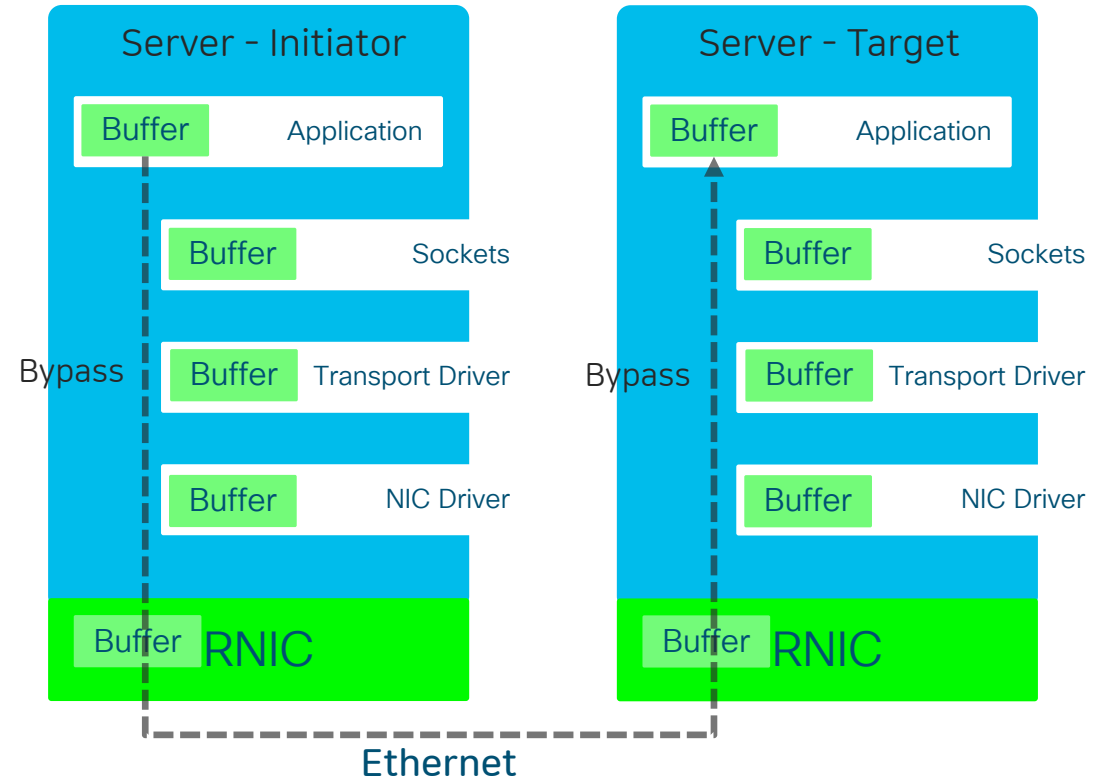 Server - Initiator
Buffer Application
Buffer Sockets
Bypass
Buffer Transport Driver
Buffer NIC Driver
Buffer RNIC
Server - Target
Buffer Application
Buffer Sockets
Bypass
Buffer Transport Driver
Buffer NIC Driver
Buffer RNIC
Ethernet